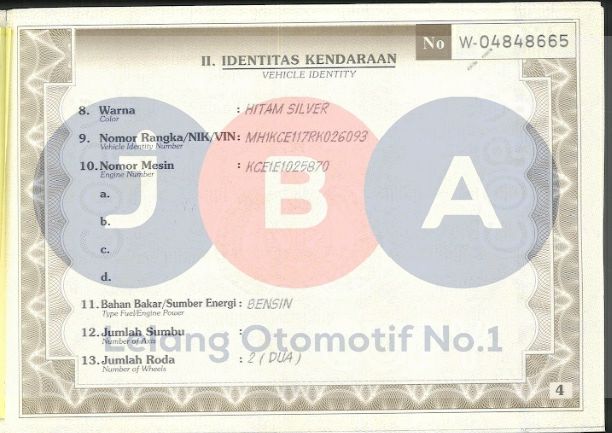 No W-04848665
II. IDENTITAS KENDARAAN
VEHICLE IDENTITY
8. Warna : HITAM SILVER
Color
9. Nomor Rangka/NIK/VIN: MH1KCE117RK026093
Vehicle Identity Number
10. Nomor Mesin : KCE1E1025870
Engine Number
a.
b.
c.
d.
J B A
11. Bahan Bakar/Sumber Energi : BENSIN
Type Fuel/Engine Power
12. Jumlah Sumbu :
Number of Axis
Lelang Otomotif No.1
13. Jumlah Roda : 2 (DUA)
Number of Wheels
4